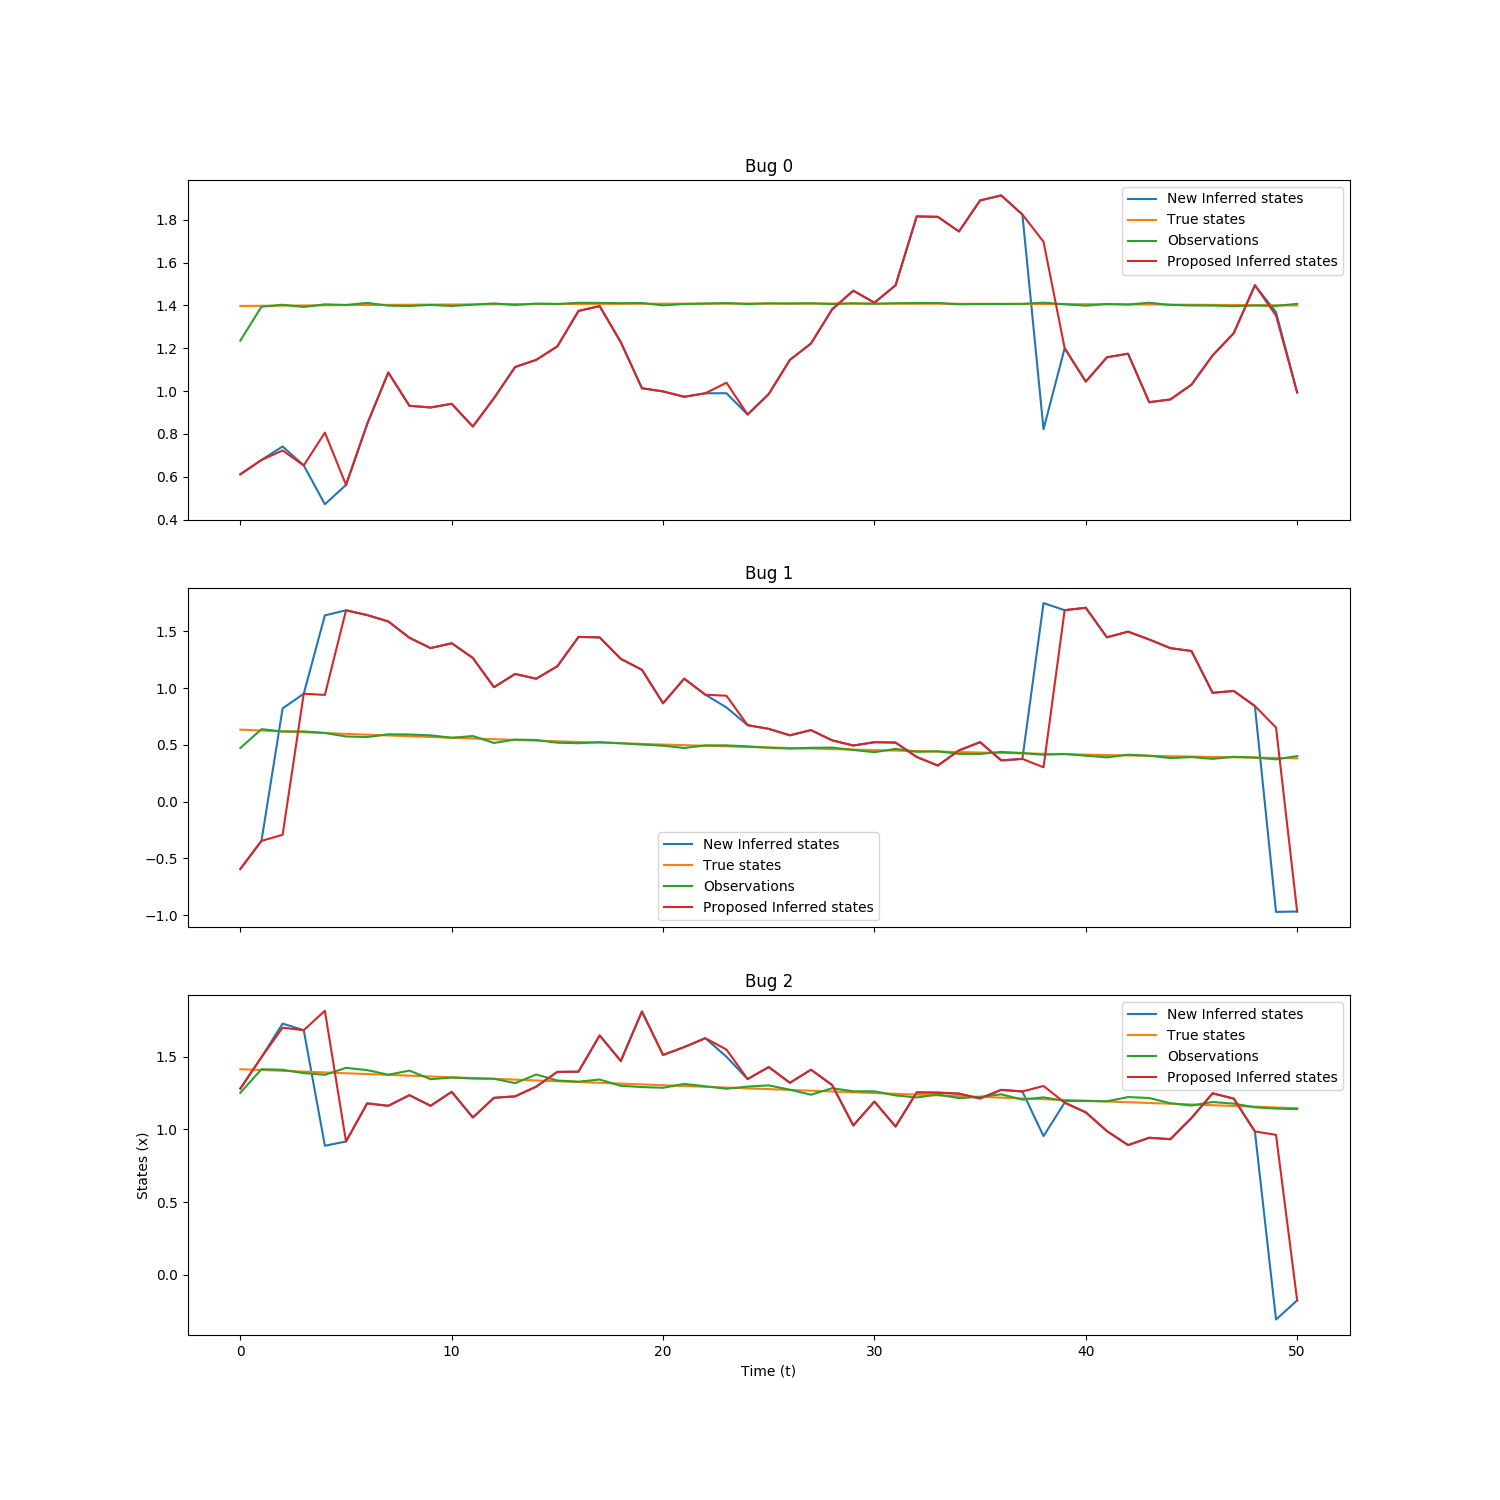 Bug 0
1.8
1.6
1.4
1.2
1.0
0.8
0.6
0.4
New Inferred states
True states
Observations
Proposed Inferred states
Bug 1
1.5
1.0
0.5
0.0
−0.5
−1.0
New Inferred states
True states
Observations
Proposed Inferred states
Bug 2
1.5
1.0
0.5
0.0
States (x)
New Inferred states
True states
Observations
Proposed Inferred states
0 10 20 30 40 50
Time (t)